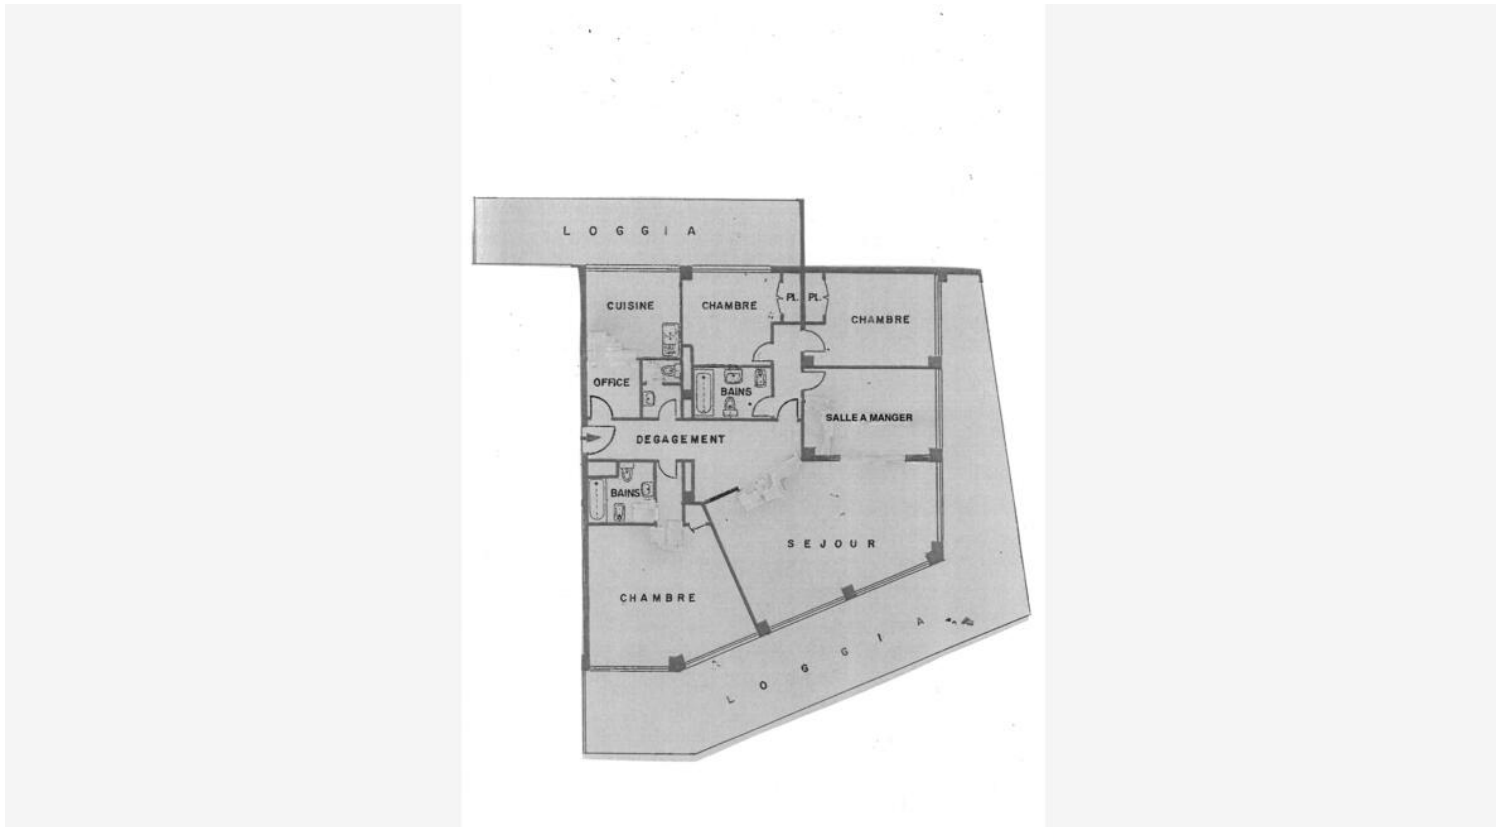 LOGGIA
CUISINE
CHAMBRE
PL.
PL.
CHAMBRE
OFFICE
BAINS
SALLE A MANGER
DEGAGEMENT
BAINS
SEJOUR
CHAMBRE
LOGGIA